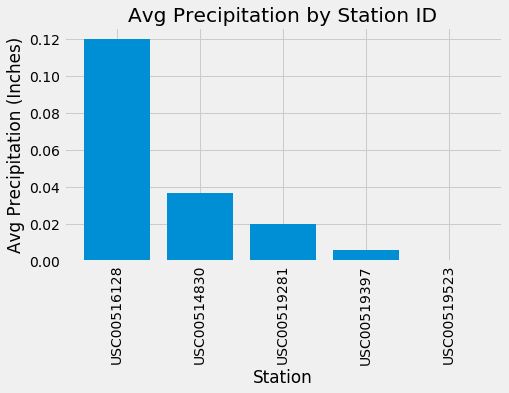 Avg Precipitation by Station ID
Avg Precipitation (Inches)
0.12
0.10
0.08
0.06
0.04
0.02
0.00
USC00516128
USC00514830
USC00519281
USC00519397
USC00519523
Station